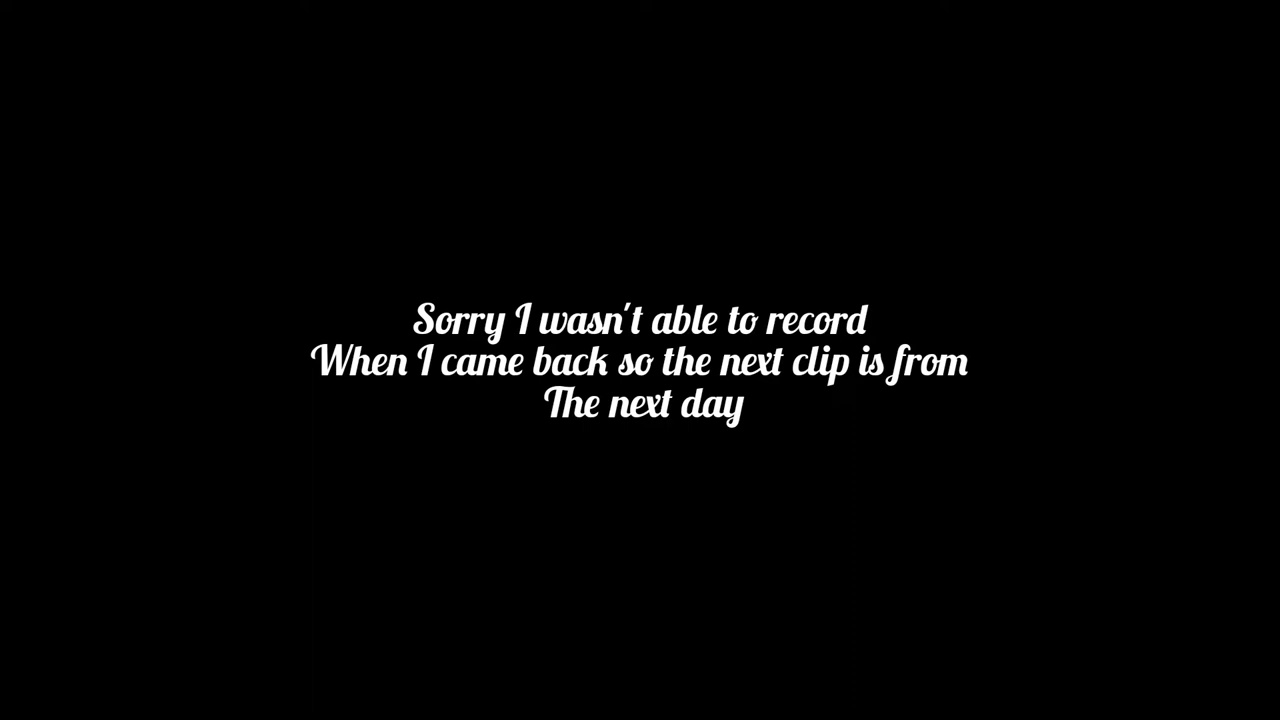 Sorry I wasn't able to record
When I came back so the next clip is from
The next day